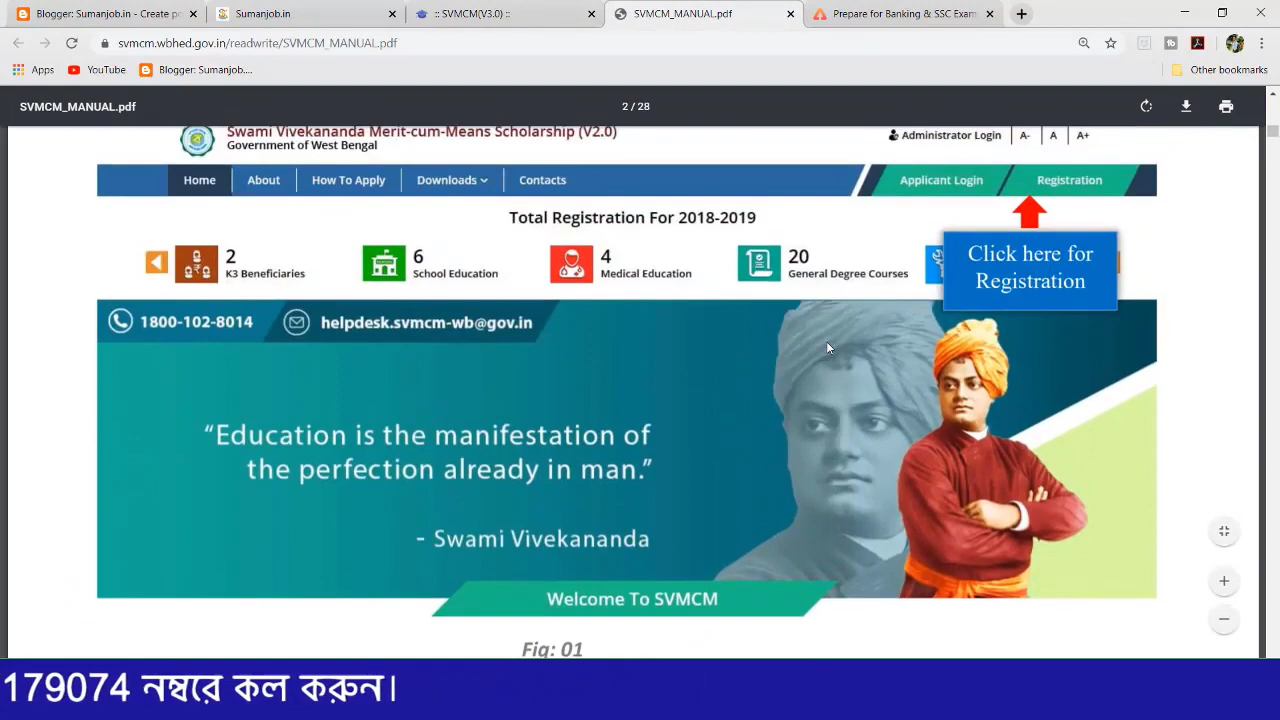 Blogger: Sumanjob: - Create po
Sumanjob.in
:: SVMCM(V3.0) ::
SVMCM_MANUAL.pdf
Prepare for Banking & SSC Exam
svmcm.wbhed.gov.in/readwrite/SVMCM_MANUAL.pdf
Apps
YouTube
Blogger: Sumanjob....
Other bookmarks
SVMCM_MANUAL.pdf
2 / 28
Swami Vivekananda Merit-cum-Means Scholarship (V2.0)
Government of West Bengal
Administrator Login
A-
A
A+
Home
About
How To Apply
Downloads
Contacts
Applicant Login
Registration
Total Registration For 2018-2019
Click here for
Registration
2
K3 Beneficiaries
6
School Education
4
Medical Education
20
General Degree Courses
1800-102-8014
helpdesk.svmcm-wb@gov.in
“Education is the manifestation of
the perfection already in man.”
- Swami Vivekananda
Welcome To SVMCM
Fig: 01
179074 নম্বরে কল করুন।